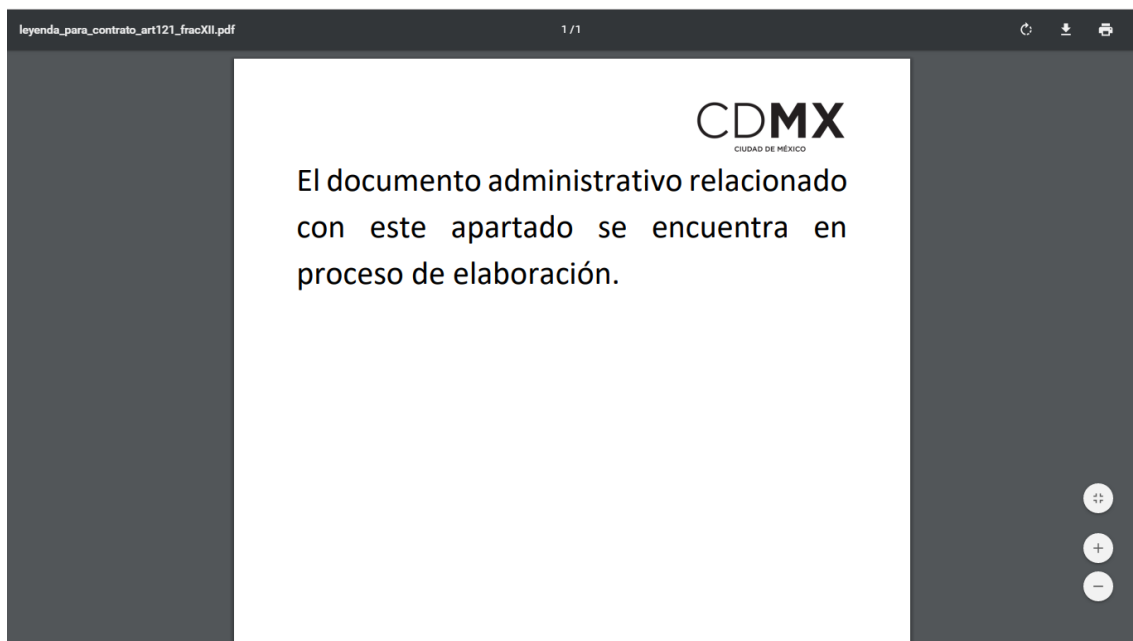 leyenda_para_contrato_art121_fracXII.pdf
1 / 1
CDMX
CIUDAD DE MÉXICO
El documento administrativo relacionado
con este apartado se encuentra en
proceso de elaboración.